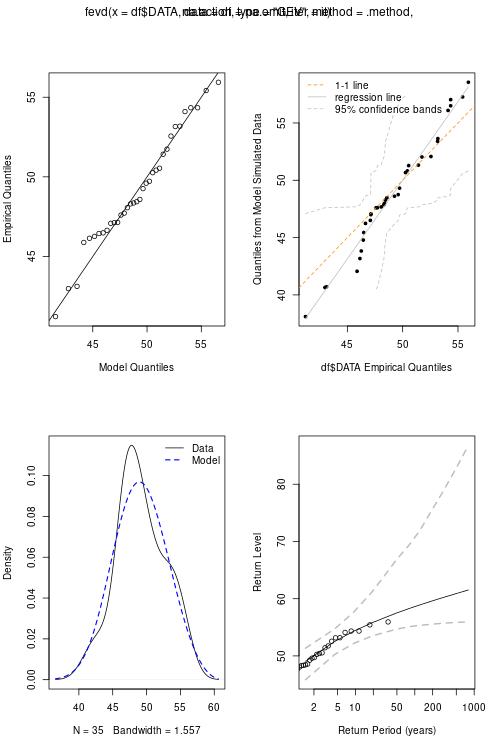 fevd(x = df$DATA, data = df, type = "GEV", method = .method,
45 50 55
Empirical Quantiles
45 50 55
Model Quantiles
1-1 line
regression line
95% confidence bands
40 45 50 55
Quantiles from Model Simulated Data
45 50 55
df$DATA Empirical Quantiles
Data
Model
0.00 0.02 0.04 0.06 0.08 0.10
Density
40 45 50 55 60
N = 35 Bandwidth = 1.557
50 60 70 80
Return Level
2 5 10 50 200 1000
Return Period (years)